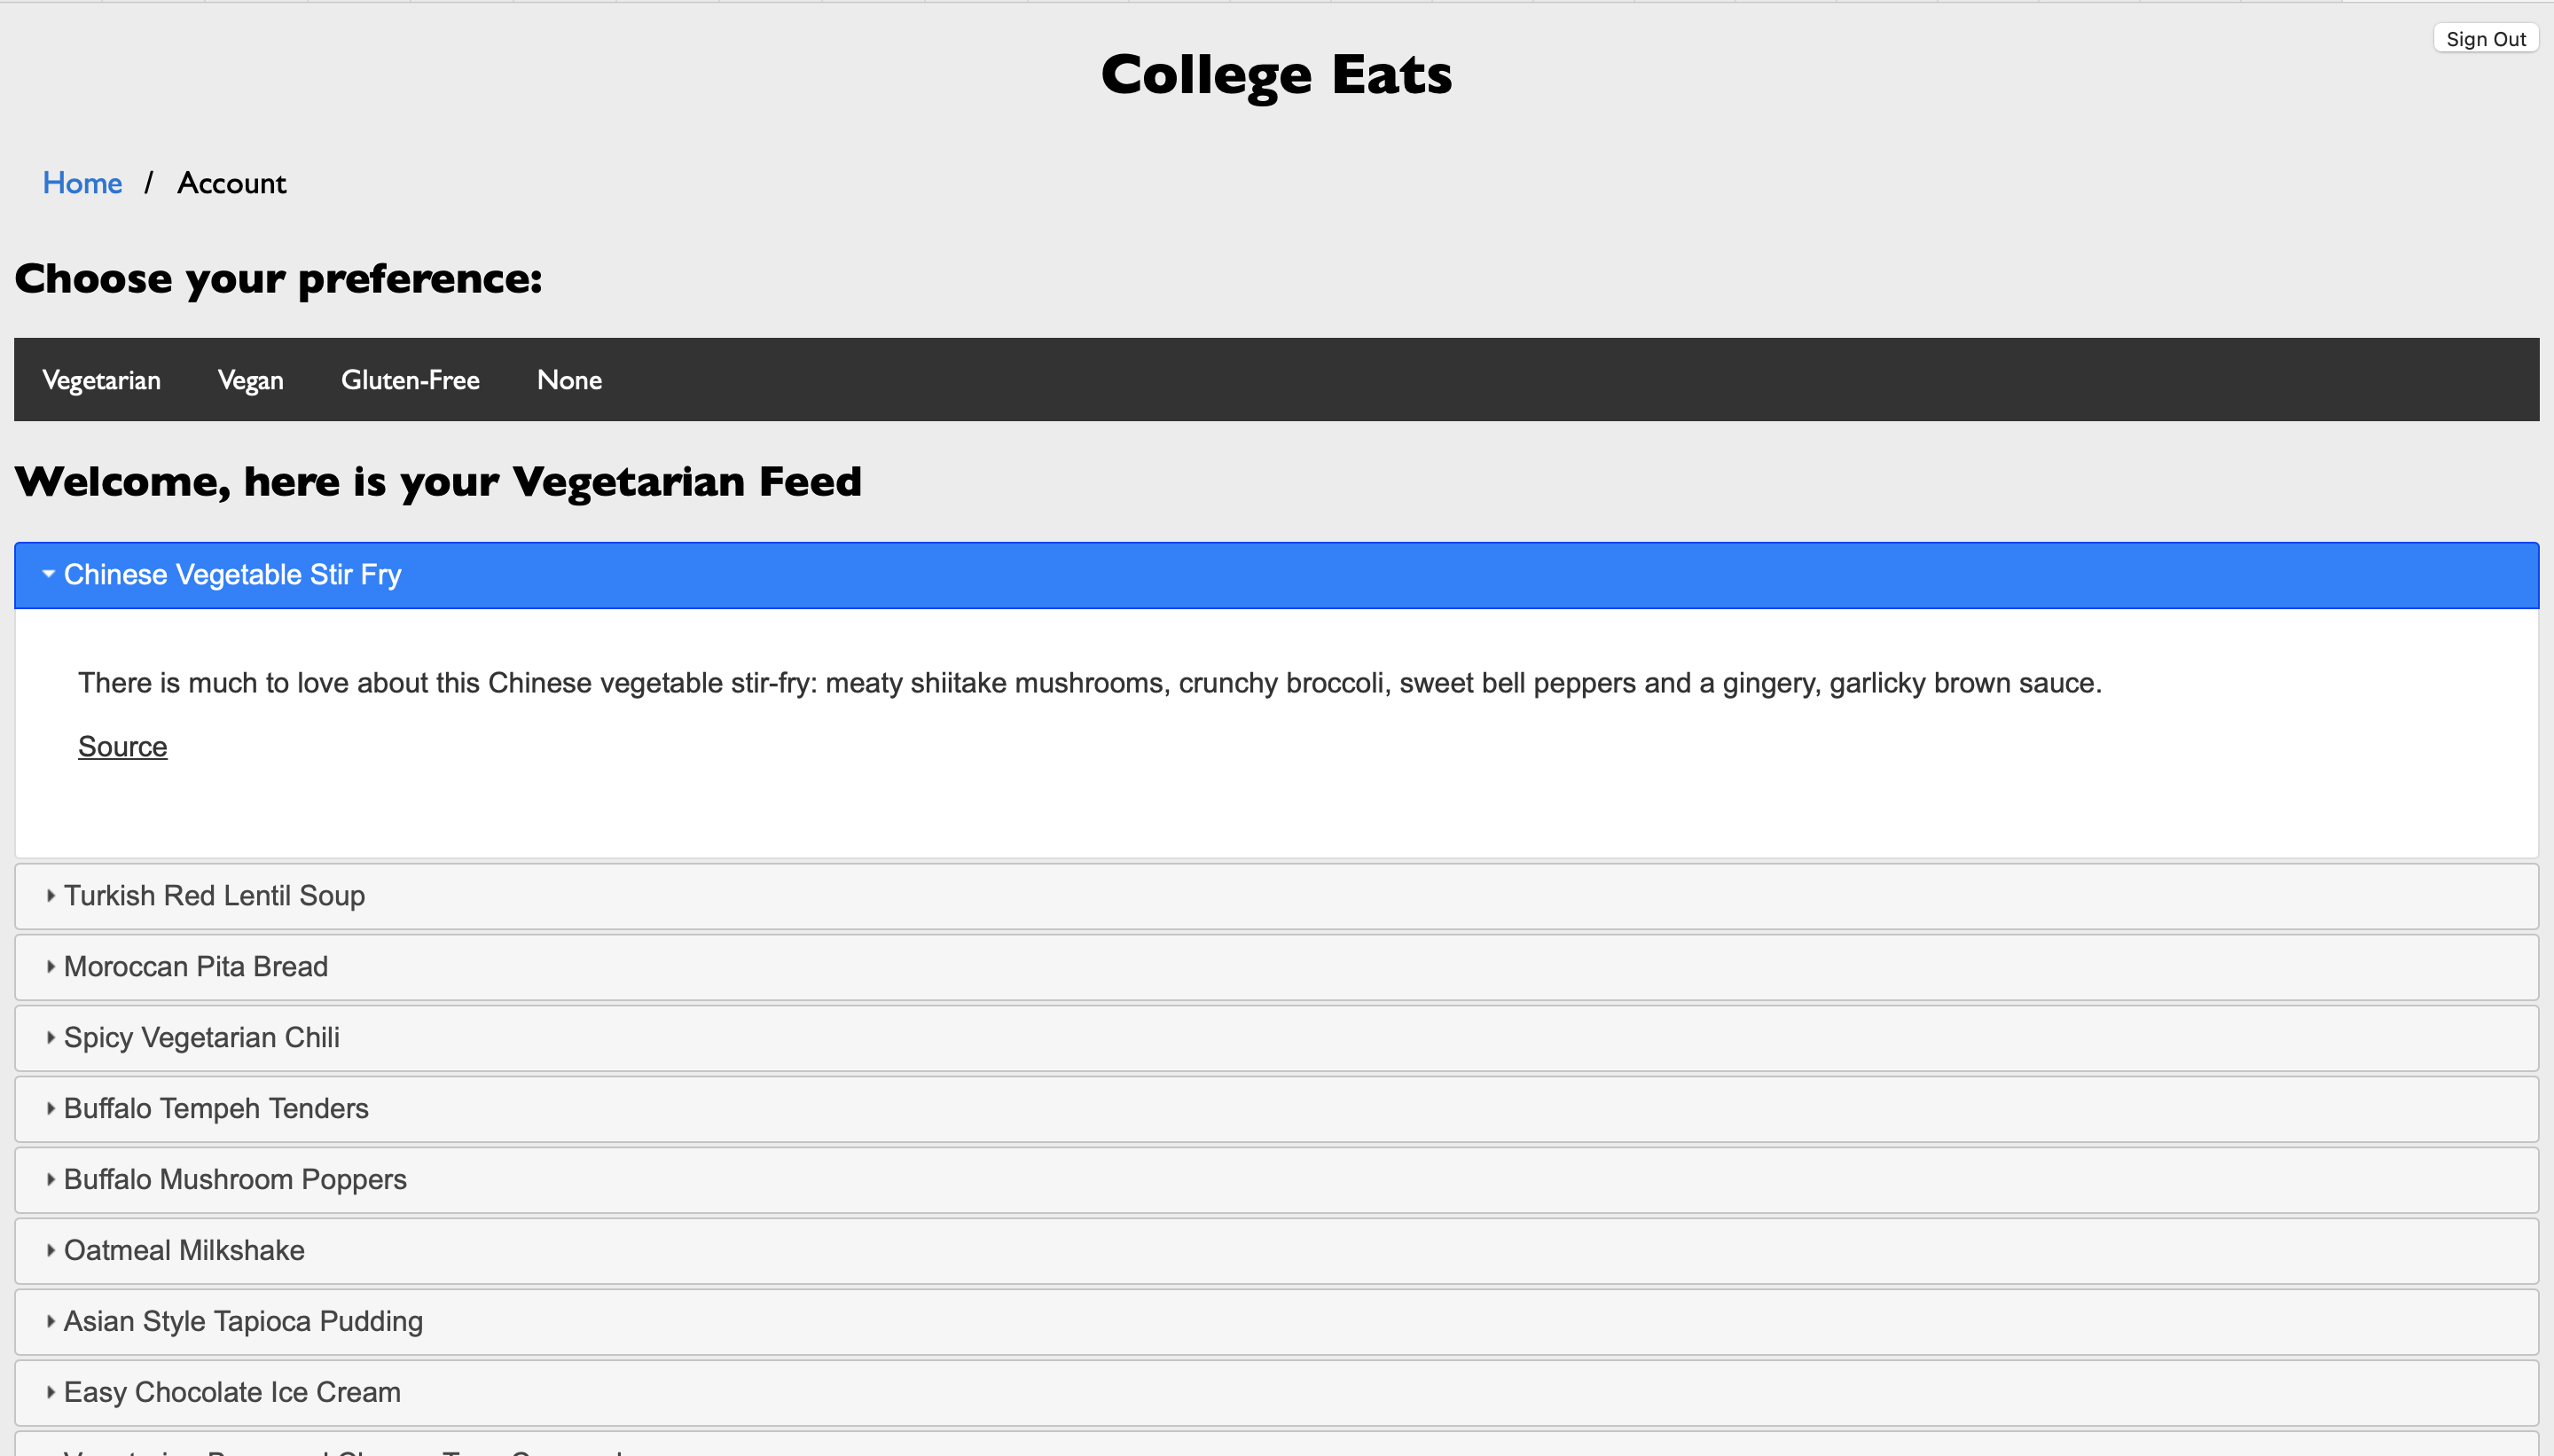 Sign Out
College Eats
Home / Account
Choose your preference:
Vegetarian Vegan Gluten-Free None
Welcome, here is your Vegetarian Feed
Chinese Vegetable Stir Fry
There is much to love about this Chinese vegetable stir-fry: meaty shiitake mushrooms, crunchy broccoli, sweet bell peppers and a gingery, garlicky brown sauce.
Source
Turkish Red Lentil Soup
Moroccan Pita Bread
Spicy Vegetarian Chili
Buffalo Tempeh Tenders
Buffalo Mushroom Poppers
Oatmeal Milkshake
Asian Style Tapioca Pudding
Easy Chocolate Ice Cream